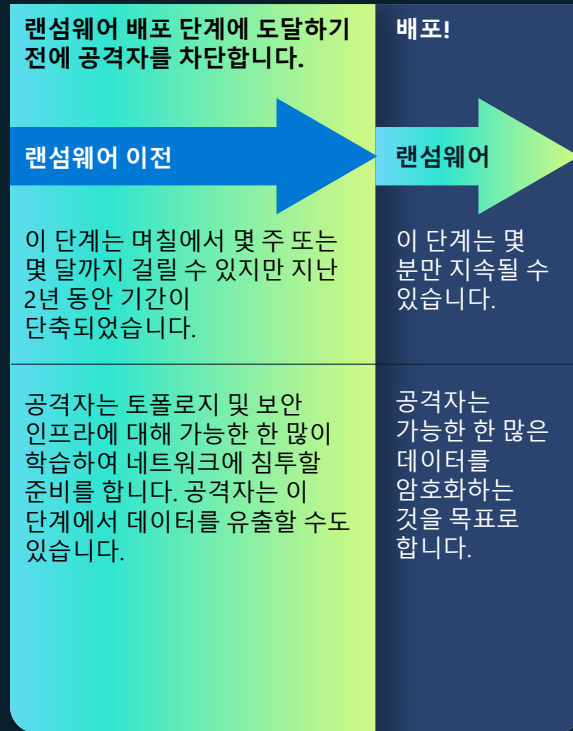 랜섬웨어 배포 단계에 도달하기
전에 공격자를 차단합니다.
배포!
랜섬웨어 이전
랜섬웨어
이 단계는 며칠에서 몇 주 또는
몇 달까지 걸릴 수 있지만 지난
2년 동안 기간이
단축되었습니다.
이 단계는 몇
분만 지속될 수
있습니다.
공격자는 토폴로지 및 보안
인프라에 대해 가능한 한 많이
학습하여 네트워크에 침투할
준비를 합니다. 공격자는 이
단계에서 데이터를 유출할 수도
있습니다.
공격자는
가능한 한 많은
데이터를
암호화하는
것을 목표로
합니다.